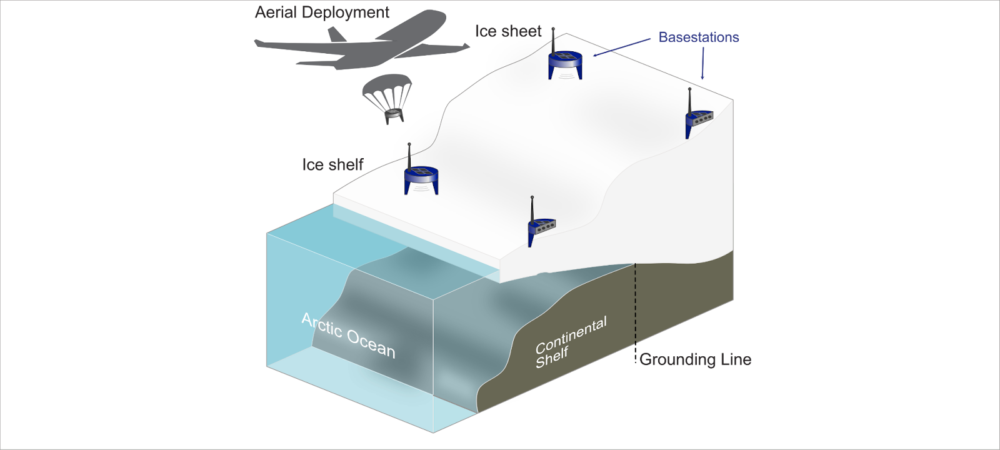 Aerial Deployment
Ice sheet
Basestations
Ice shelf
Arctic Ocean
Continental
Shelf
Grounding Line